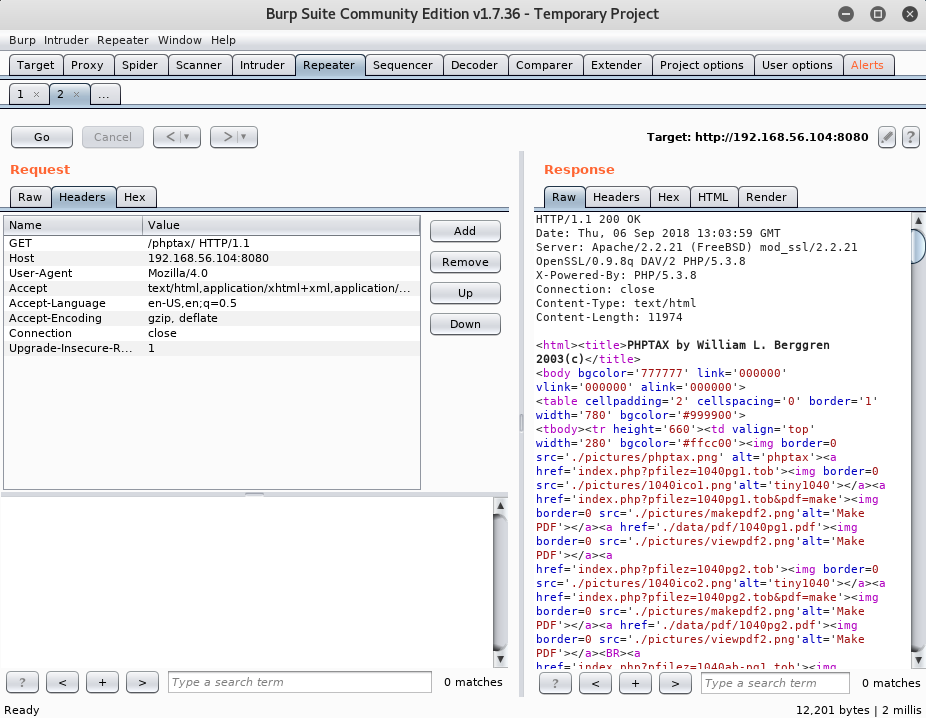 Burp Suite Community Edition v1.7.36 - Temporary Project
Burp Intruder Repeater Window Help
Target Proxy Spider Scanner Intruder Repeater Sequencer Decoder Comparer Extender Project options User options Alerts
1 × 2 × ...
Go Cancel < > Target: http://192.168.56.104:8080 ?
Request
Raw Headers Hex
Name Value
GET /phptax/ HTTP/1.1
Host 192.168.56.104:8080
User-Agent Mozilla/4.0
Accept text/html,application/xhtml+xml,application/...
Accept-Language en-US,en;q=0.5
Accept-Encoding gzip, deflate
Connection close
Upgrade-Insecure-R... 1
Add
Remove
Up
Down
? < + > Type a search term 0 matches
Response
Raw Headers Hex HTML Render
HTTP/1.1 200 OK
Date: Thu, 06 Sep 2018 13:03:59 GMT
Server: Apache/2.2.21 (FreeBSD) mod_ssl/2.2.21
OpenSSL/0.9.8q DAV/2 PHP/5.3.8
X-Powered-By: PHP/5.3.8
Connection: close
Content-Type: text/html
Content-Length: 11974
<html><title>PHPTAX by William L. Berggren
2003(c)</title>
<body bgcolor='777777' link='000000'
vlink='000000' alink='000000'>
<table cellpadding='2' cellspacing='0' border='1'
width='780' bgcolor='#999900'>
<tbody><tr height='660'><td valign='top'
width='280' bgcolor='#ffcc00'><img border=0
src='./pictures/phptax.png' alt='phptax'><a
href='index.php?pfilez=1040pg1.tob'><img border=0
src='./pictures/1040ico1.png'alt='tiny1040'></a><a
href='index.php?pfilez=1040pg1.tob&pdf=make'><img
border=0 src='./pictures/makepdf2.png'alt='Make
PDF'></a><a href='./data/pdf/1040pg1.pdf'><img
border=0 src='./pictures/viewpdf2.png'alt='Make
PDF'></a><a
href='index.php?pfilez=1040pg2.tob'><img border=0
src='./pictures/1040ico2.png'alt='tiny1040'></a><a
href='index.php?pfilez=1040pg2.tob&pdf=make'><img
border=0 src='./pictures/makepdf2.png'alt='Make
PDF'></a><a href='./data/pdf/1040pg2.pdf'><img
border=0 src='./pictures/viewpdf2.png'alt='Make
PDF'></a><BR><a
href='index.php?pfilez=1040ab-pg1.tob'><img
? < + > Type a search term 0 matches
Ready 12,201 bytes | 2 millis